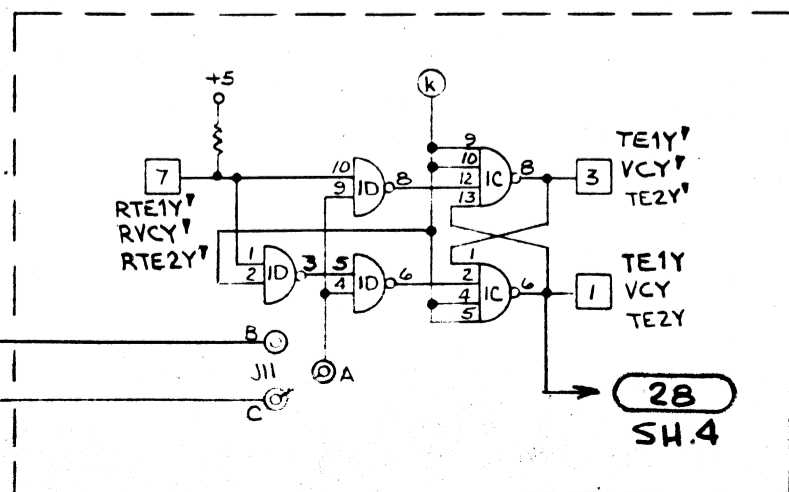 +5
k
7
10
9
1D
8
9
10
12
13
1C
8
3
TE1Y'
VCY'
TE2Y'
RTE1Y'
RVCY'
RTE2Y'
1
2
1D
3
5
4
1D
6
1
2
4
5
1C
6
1
TE1Y
VCY
TE2Y
B
J11
C
A
28
SH.4